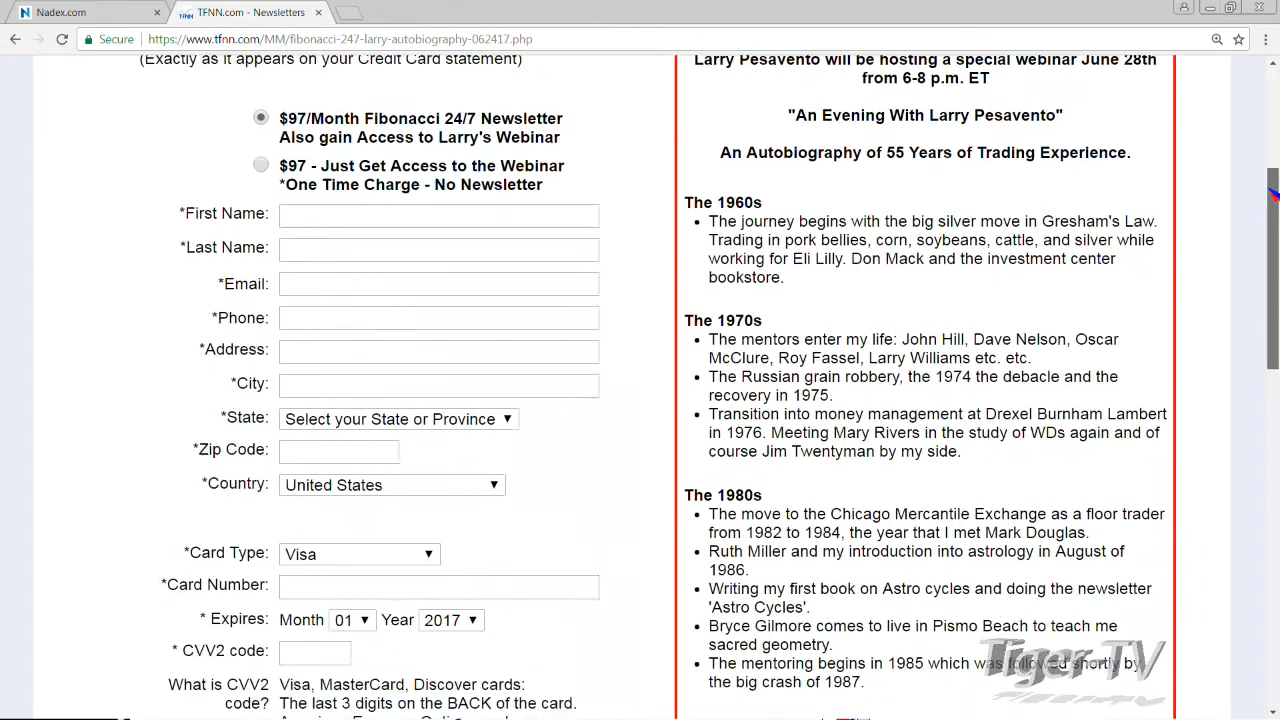 Nadex.com
TFNN.com - Newsletters
Secure
https://www.tfnn.com/MM/fibonacci-247-larry-autobiography-062417.php
(Exactly as it appears on your Credit Card statement)
$97/Month Fibonacci 24/7 Newsletter
Also gain Access to Larry's Webinar
$97 - Just Get Access to the Webinar
*One Time Charge - No Newsletter
*First Name:
*Last Name:
*Email:
*Phone:
*Address:
*City:
*State: Select your State or Province
*Zip Code:
*Country: United States
*Card Type: Visa
*Card Number:
* Expires: Month 01 Year 2017
* CVV2 code:
What is CVV2 Visa, MasterCard, Discover cards:
code? The last 3 digits on the BACK of the card.
Larry Pesavento will be hosting a special webinar June 28th
from 6-8 p.m. ET
"An Evening With Larry Pesavento"
An Autobiography of 55 Years of Trading Experience.
The 1960s
• The journey begins with the big silver move in Gresham's Law.
Trading in pork bellies, corn, soybeans, cattle, and silver while
working for Eli Lilly. Don Mack and the investment center
bookstore.
The 1970s
• The mentors enter my life: John Hill, Dave Nelson, Oscar
McClure, Roy Fassel, Larry Williams etc. etc.
• The Russian grain robbery, the 1974 the debacle and the
recovery in 1975.
• Transition into money management at Drexel Burnham Lambert
in 1976. Meeting Mary Rivers in the study of WDs again and of
course Jim Twentyman by my side.
The 1980s
• The move to the Chicago Mercantile Exchange as a floor trader
from 1982 to 1984, the year that I met Mark Douglas.
• Ruth Miller and my introduction into astrology in August of
1986.
• Writing my first book on Astro cycles and doing the newsletter
'Astro Cycles'.
• Bryce Gilmore comes to live in Pismo Beach to teach me
sacred geometry.
• The mentoring begins in 1985 which was followed shortly by
the big crash of 1987.
Tiger-TV